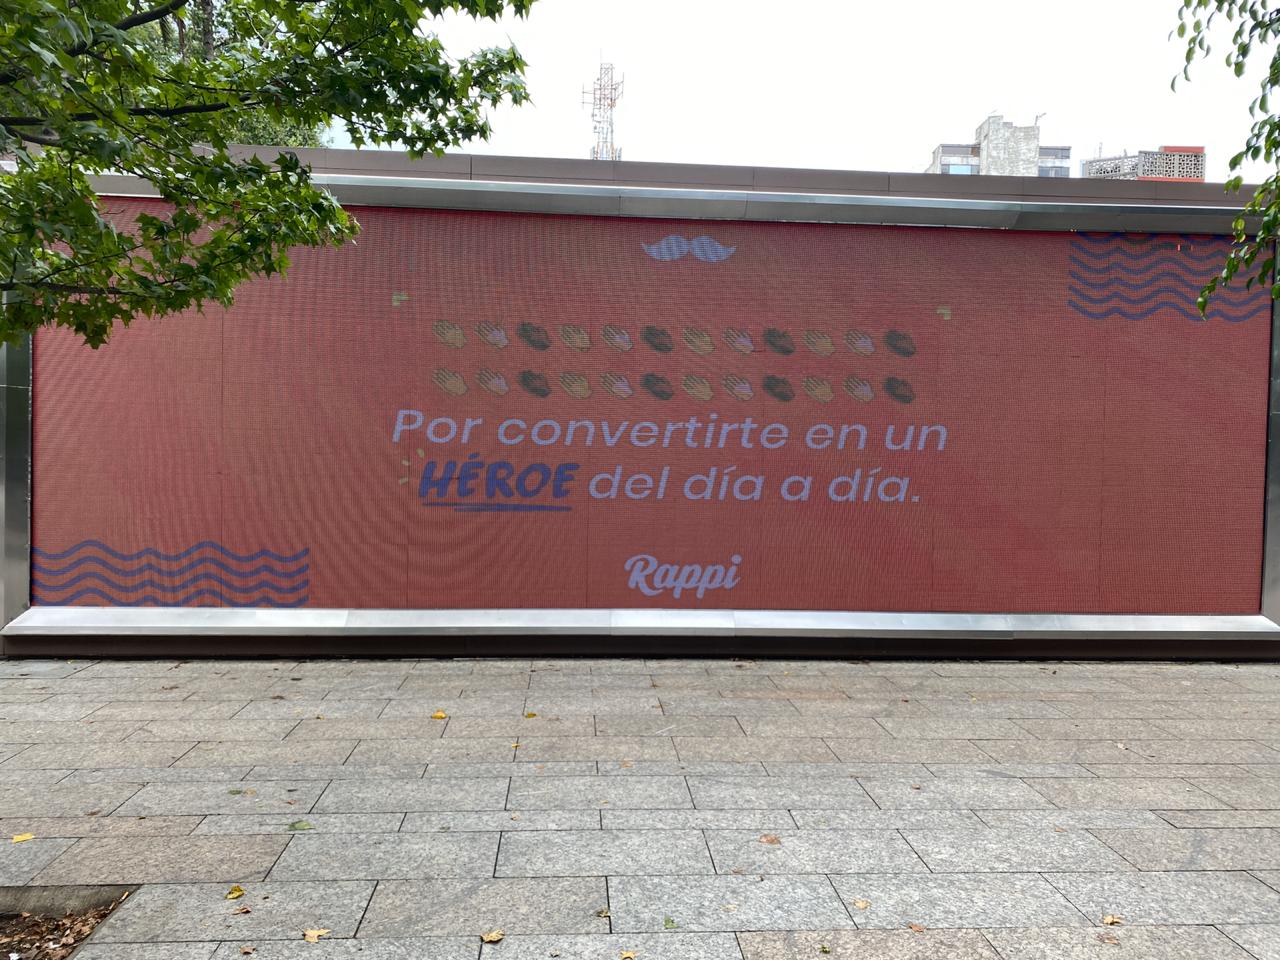 Por convertirte en un
HÉROE del día a día.
Rappi